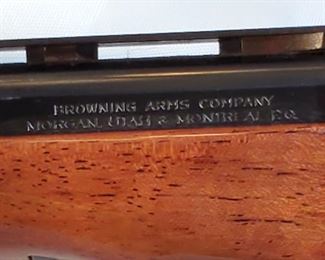 BROWNING ARMS COMPANY
MORGAN, UTAH & MONTREAL P.Q.